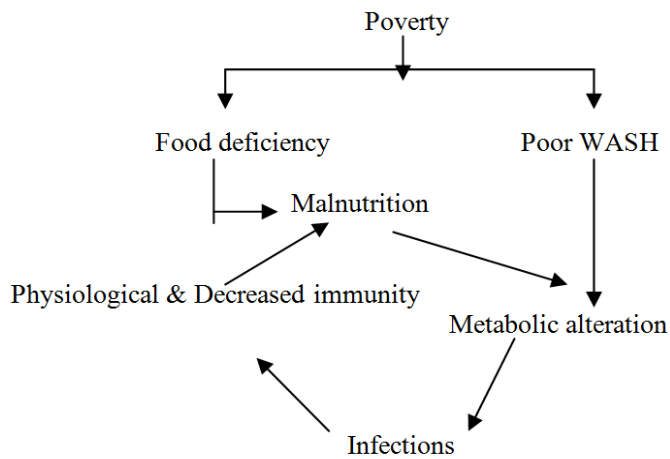 Poverty
Food deficiency
Poor WASH
Malnutrition
Physiological & Decreased immunity
Metabolic alteration
Infections